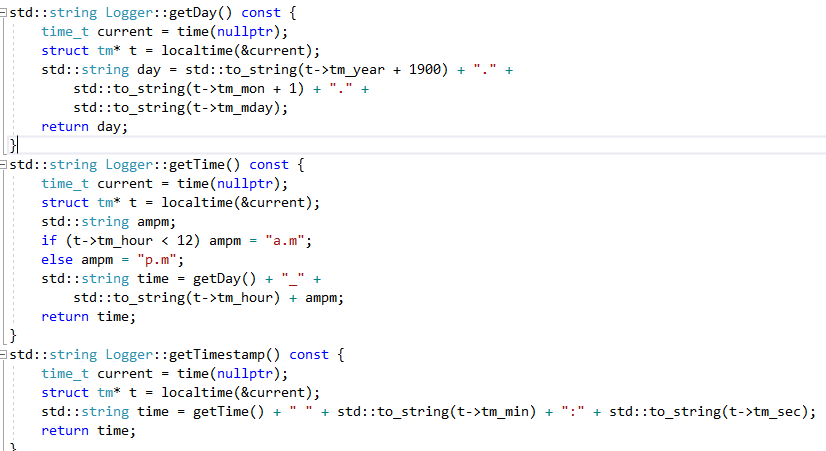 std::string Logger::getDay() const {
    time_t current = time(nullptr);
    struct tm* t = localtime(&current);
    std::string day = std::to_string(t->tm_year + 1900) + "." +
        std::to_string(t->tm_mon + 1) + "." +
        std::to_string(t->tm_mday);
    return day;
}
std::string Logger::getTime() const {
    time_t current = time(nullptr);
    struct tm* t = localtime(&current);
    std::string ampm;
    if (t->tm_hour < 12) ampm = "a.m";
    else ampm = "p.m";
    std::string time = getDay() + "_" +
        std::to_string(t->tm_hour) + ampm;
    return time;
}
std::string Logger::getTimestamp() const {
    time_t current = time(nullptr);
    struct tm* t = localtime(&current);
    std::string time = getTime() + " " + std::to_string(t->tm_min) + ":" + std::to_string(t->tm_sec);
    return time;
}